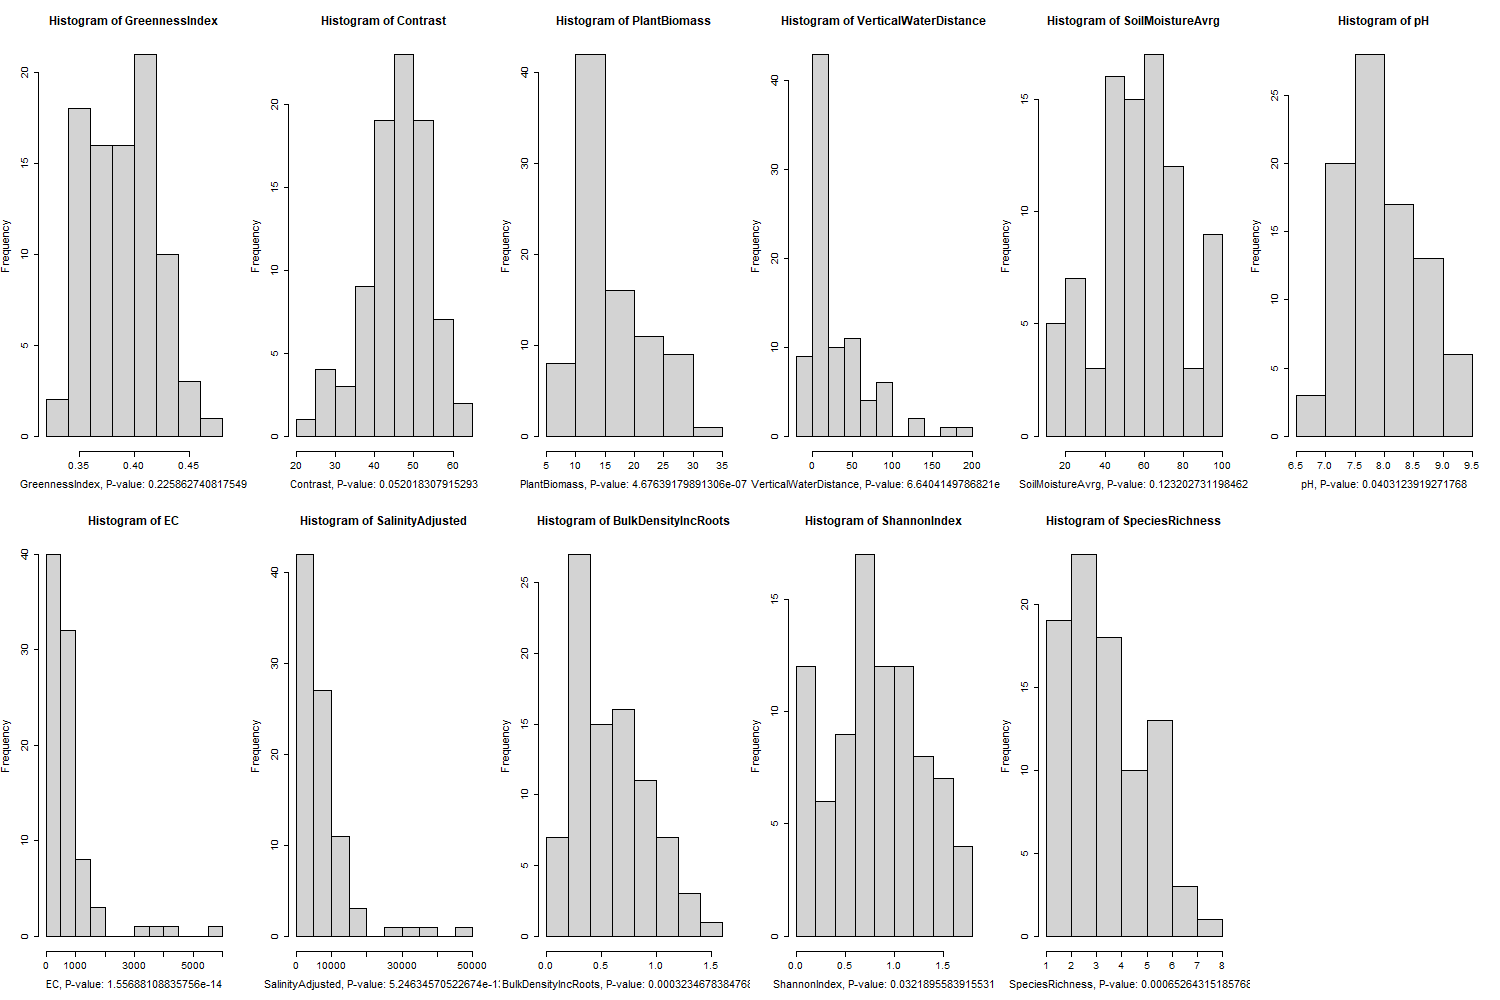 Histogram of GreennessIndex
Frequency
0 5 10 15 20
0.35 0.40 0.45
GreennessIndex, P-value: 0.225862740817549
Histogram of Contrast
Frequency
0 5 10 15 20
20 30 40 50 60
Contrast, P-value: 0.052018307915293
Histogram of PlantBiomass
Frequency
0 10 20 30 40
5 10 15 20 25 30 35
PlantBiomass, P-value: 4.67639179891306e-07
Histogram of VerticalWaterDistance
Frequency
0 10 20 30 40
0 50 100 150 200
VerticalWaterDistance, P-value: 6.6404149786821e
Histogram of SoilMoistureAvrg
Frequency
0 5 10 15
20 40 60 80 100
SoilMoistureAvrg, P-value: 0.123202731198462
Histogram of pH
Frequency
0 5 10 15 20 25
6.5 7.0 7.5 8.0 8.5 9.0 9.5
pH, P-value: 0.0403123919271768
Histogram of EC
Frequency
0 10 20 30 40
0 1000 3000 5000
EC, P-value: 1.55688108835756e-14
Histogram of SalinityAdjusted
Frequency
0 10 20 30 40
0 10000 30000 50000
SalinityAdjusted, P-value: 5.24634570522674e-1
Histogram of BulkDensityIncRoots
Frequency
0 5 10 15 20 25
0.0 0.5 1.0 1.5
BulkDensityIncRoots, P-value: 0.000323467838476
Histogram of ShannonIndex
Frequency
0 5 10 15
0.0 0.5 1.0 1.5
ShannonIndex, P-value: 0.0321895583915531
Histogram of SpeciesRichness
Frequency
0 5 10 15 20
1 2 3 4 5 6 7 8
SpeciesRichness, P-value: 0.00065264315185768